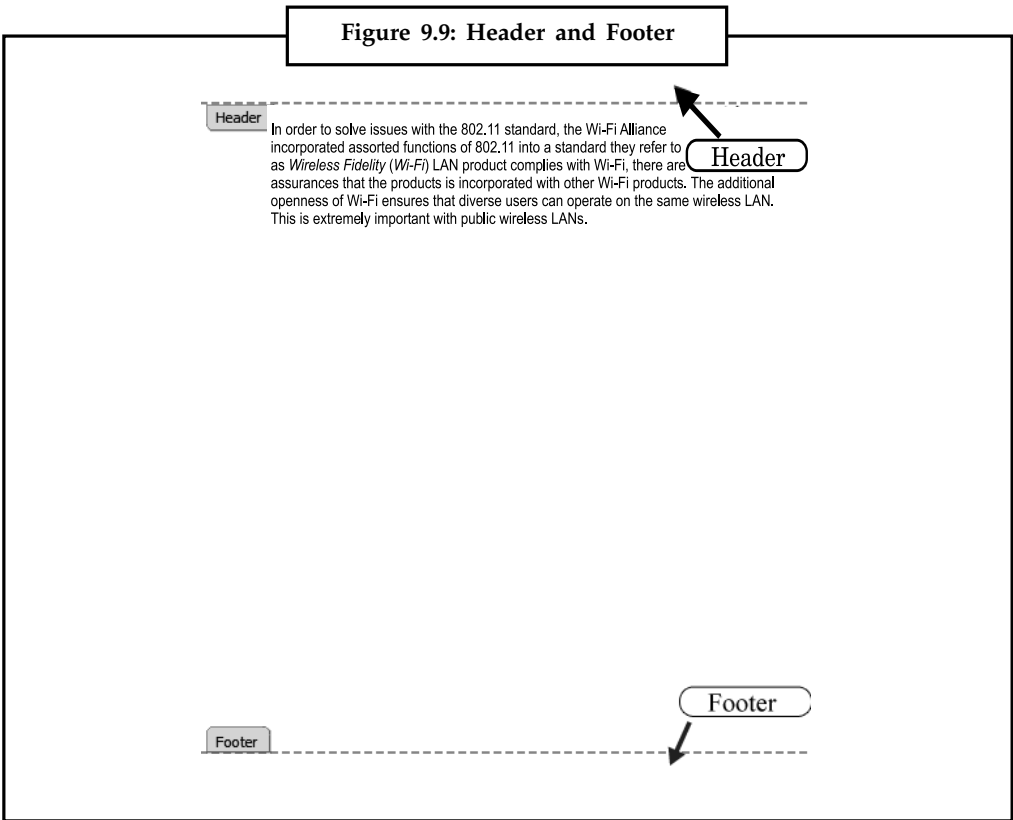 Figure 9.9: Header and Footer
Header
In order to solve issues with the 802.11 standard, the Wi-Fi Alliance
incorporated assorted functions of 802.11 into a standard they refer to
Header
as Wireless Fidelity (Wi-Fi) LAN product complies with Wi-Fi, there are
assurances that the products is incorporated with other Wi-Fi products. The additional
openness of Wi-Fi ensures that diverse users can operate on the same wireless LAN.
This is extremely important with public wireless LANs.
Footer
Footer